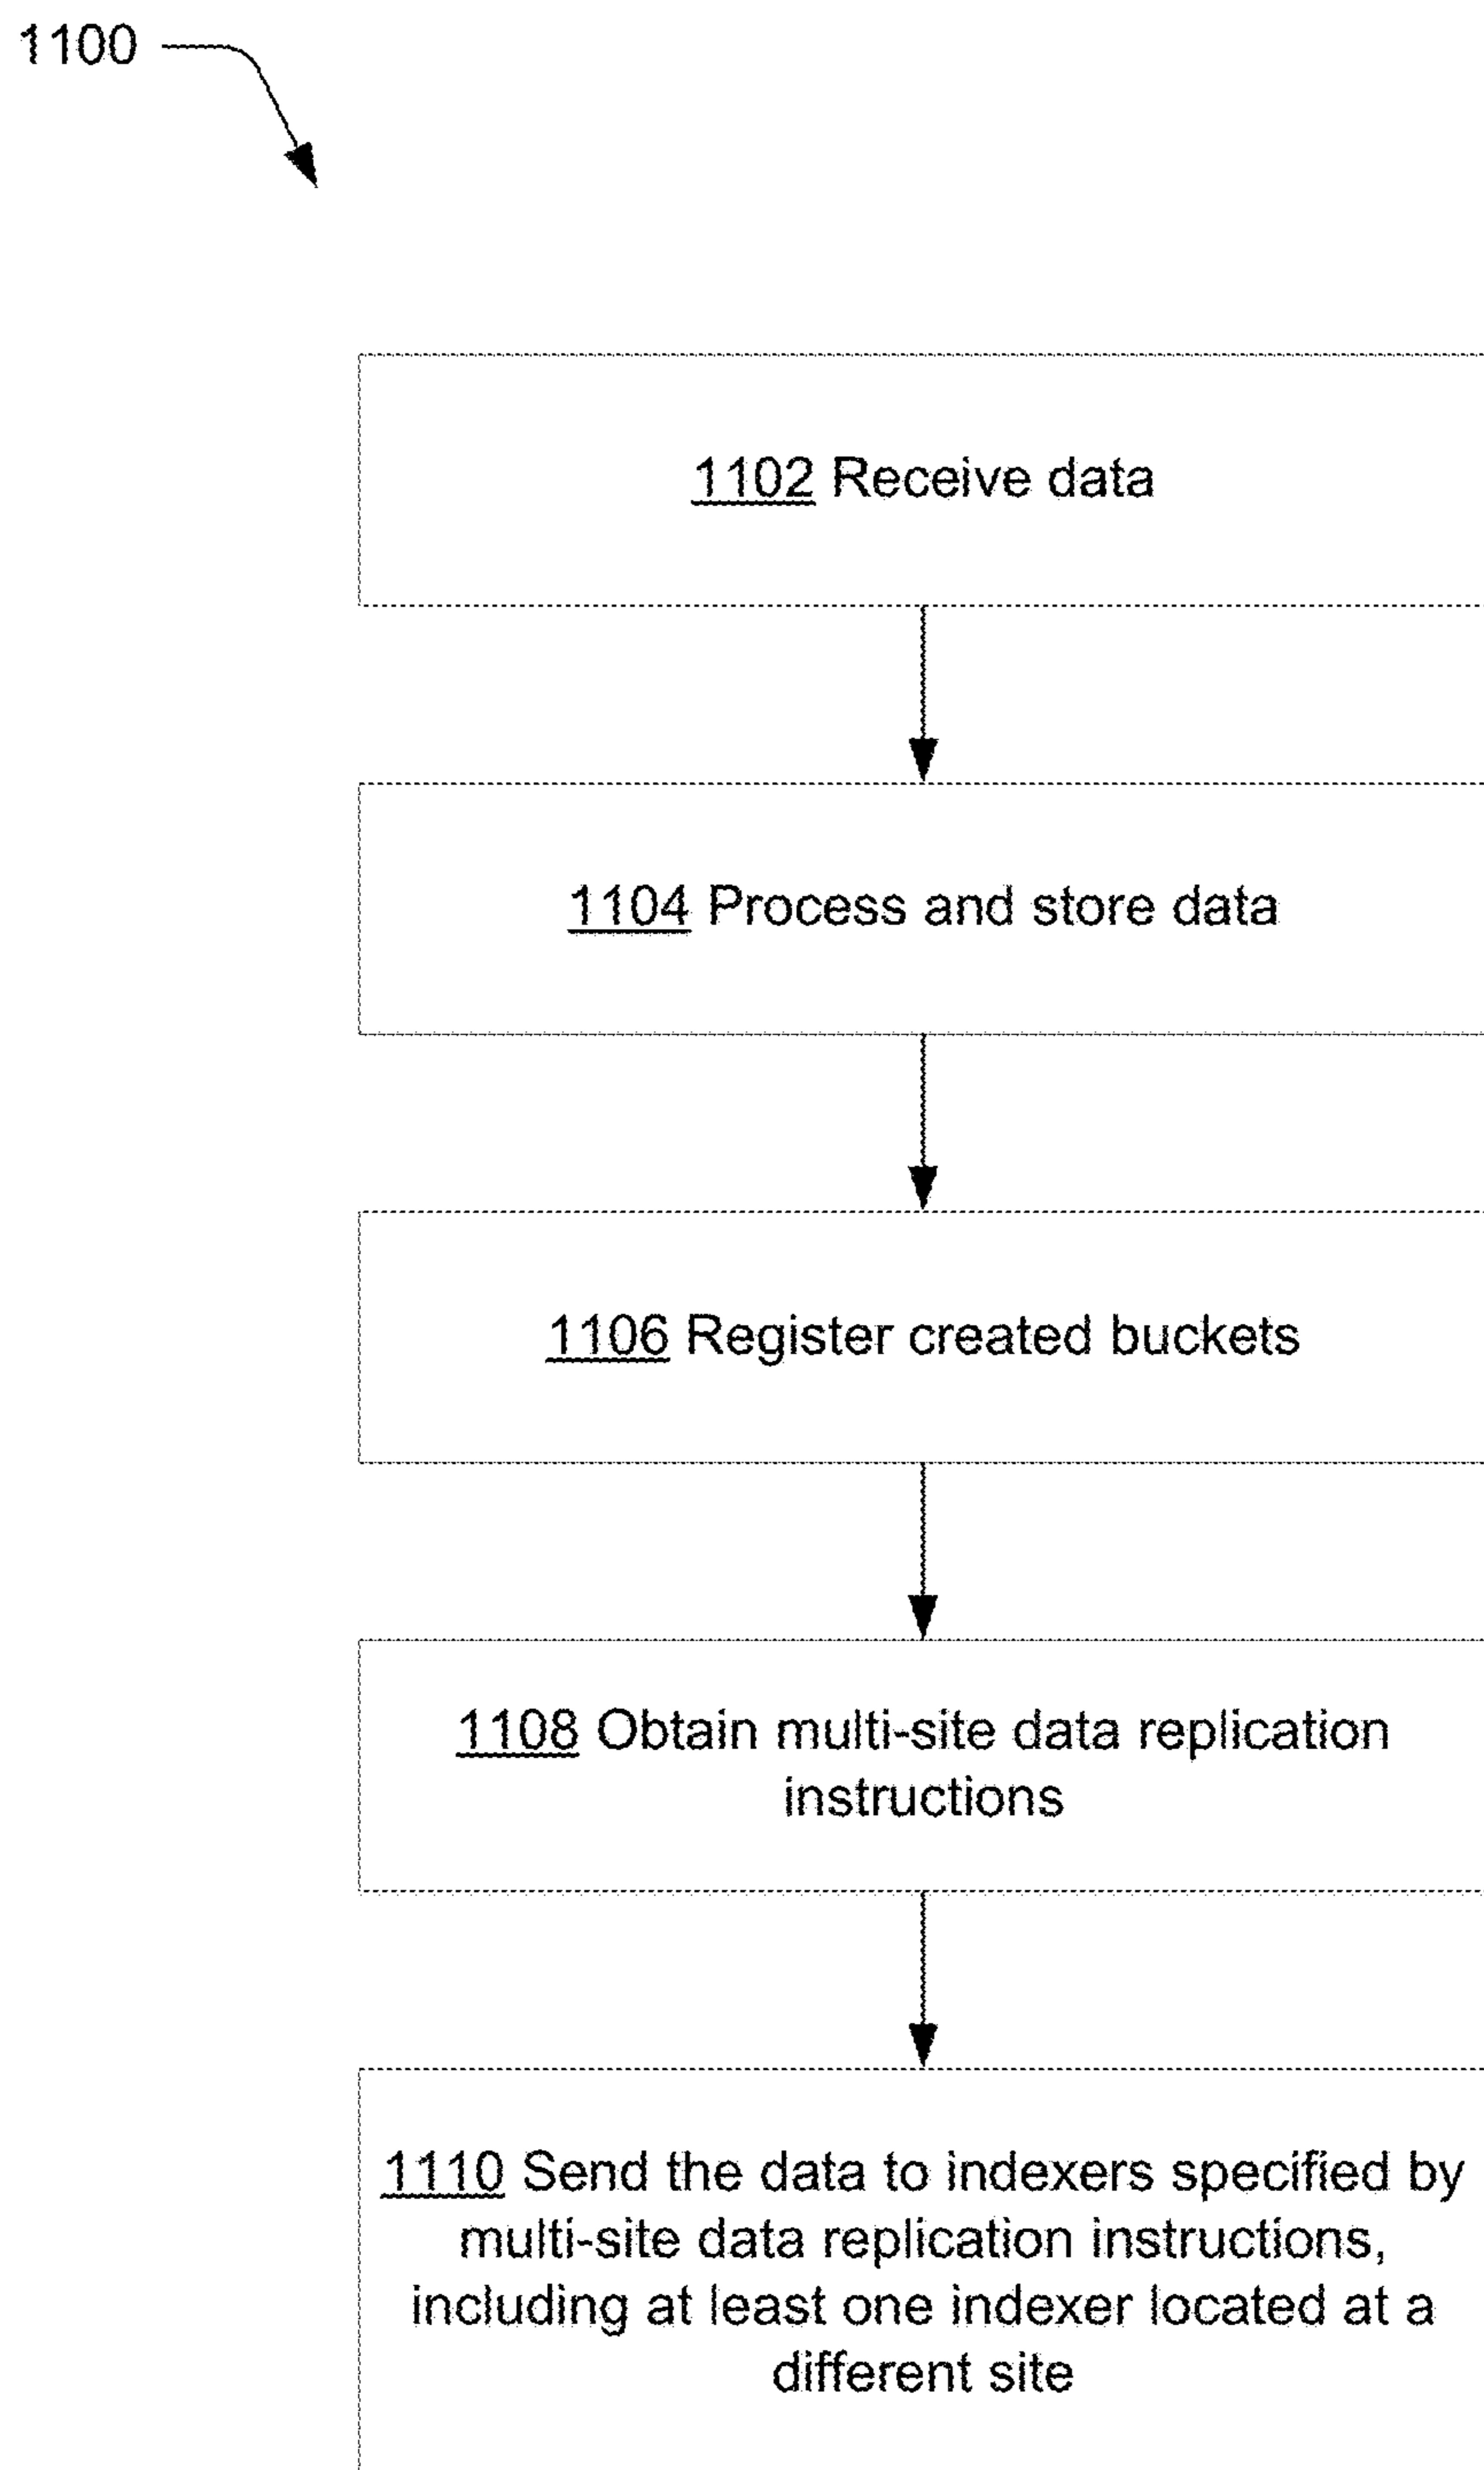 1100
1102 Receive data
1104 Process and store data
1106 Register created buckets
1108 Obtain multi-site data replication
instructions
1110 Send the data to indexers specified by
multi-site data replication instructions,
including at least one indexer located at a
different site